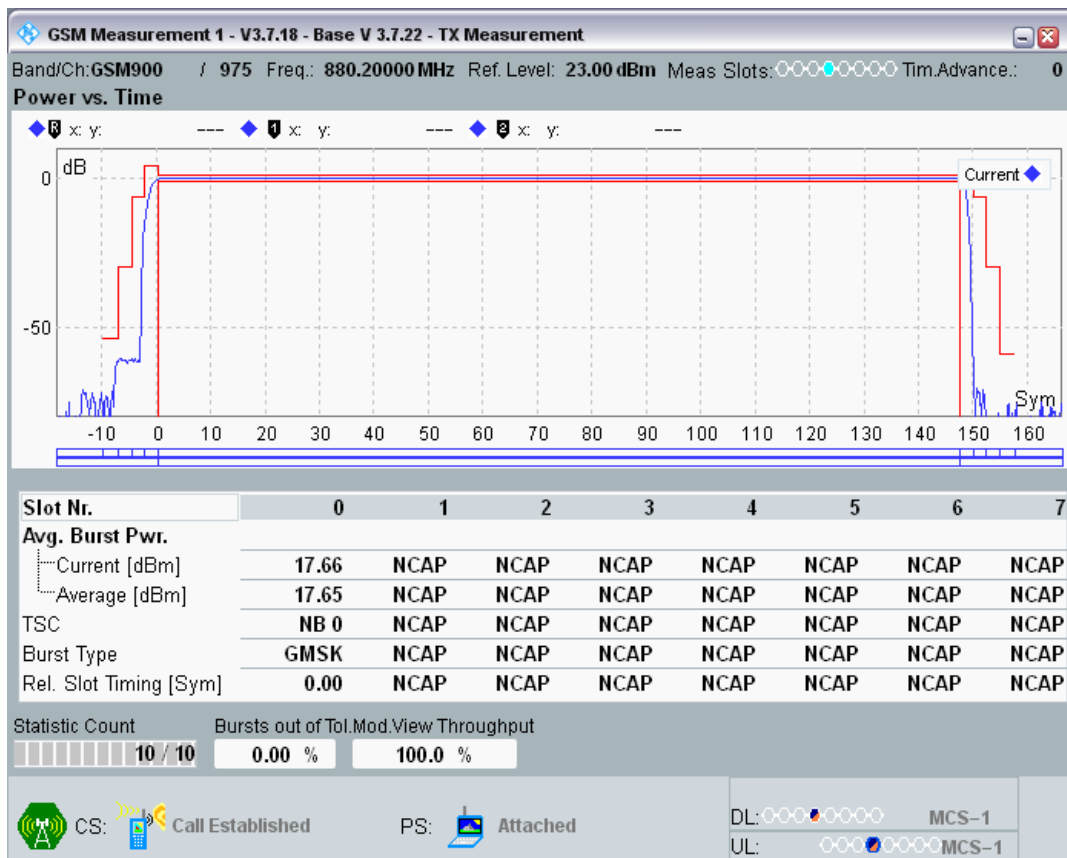 GSM Measurement 1 - V3.7.18 - Base V 3.7.22 - TX Measurement
Band/Ch:GSM900 / 975 Freq.: 880.20000 MHz Ref. Level: 23.00 dBm Meas Slots: Tim.Advance.: 0
Power vs. Time
R x: y: --- 1 x: y: --- 2 x: y: ---
dB
Current
0
-50
Sym
-10 0 10 20 30 40 50 60 70 80 90 100 110 120 130 140 150 160
Slot Nr. 0 1 2 3 4 5 6 7
Avg. Burst Pwr.
Current [dBm] 17.66 NCAP NCAP NCAP NCAP NCAP NCAP NCAP
Average [dBm] 17.65 NCAP NCAP NCAP NCAP NCAP NCAP NCAP
TSC NB 0 NCAP NCAP NCAP NCAP NCAP NCAP NCAP
Burst Type GMSK NCAP NCAP NCAP NCAP NCAP NCAP NCAP
Rel. Slot Timing [Sym] 0.00 NCAP NCAP NCAP NCAP NCAP NCAP NCAP
Statistic Count Bursts out of Tol.Mod.View Throughput
10 / 10 0.00 % 100.0 %
CS: Call Established PS: Attached
DL: MCS-1
UL: MCS-1